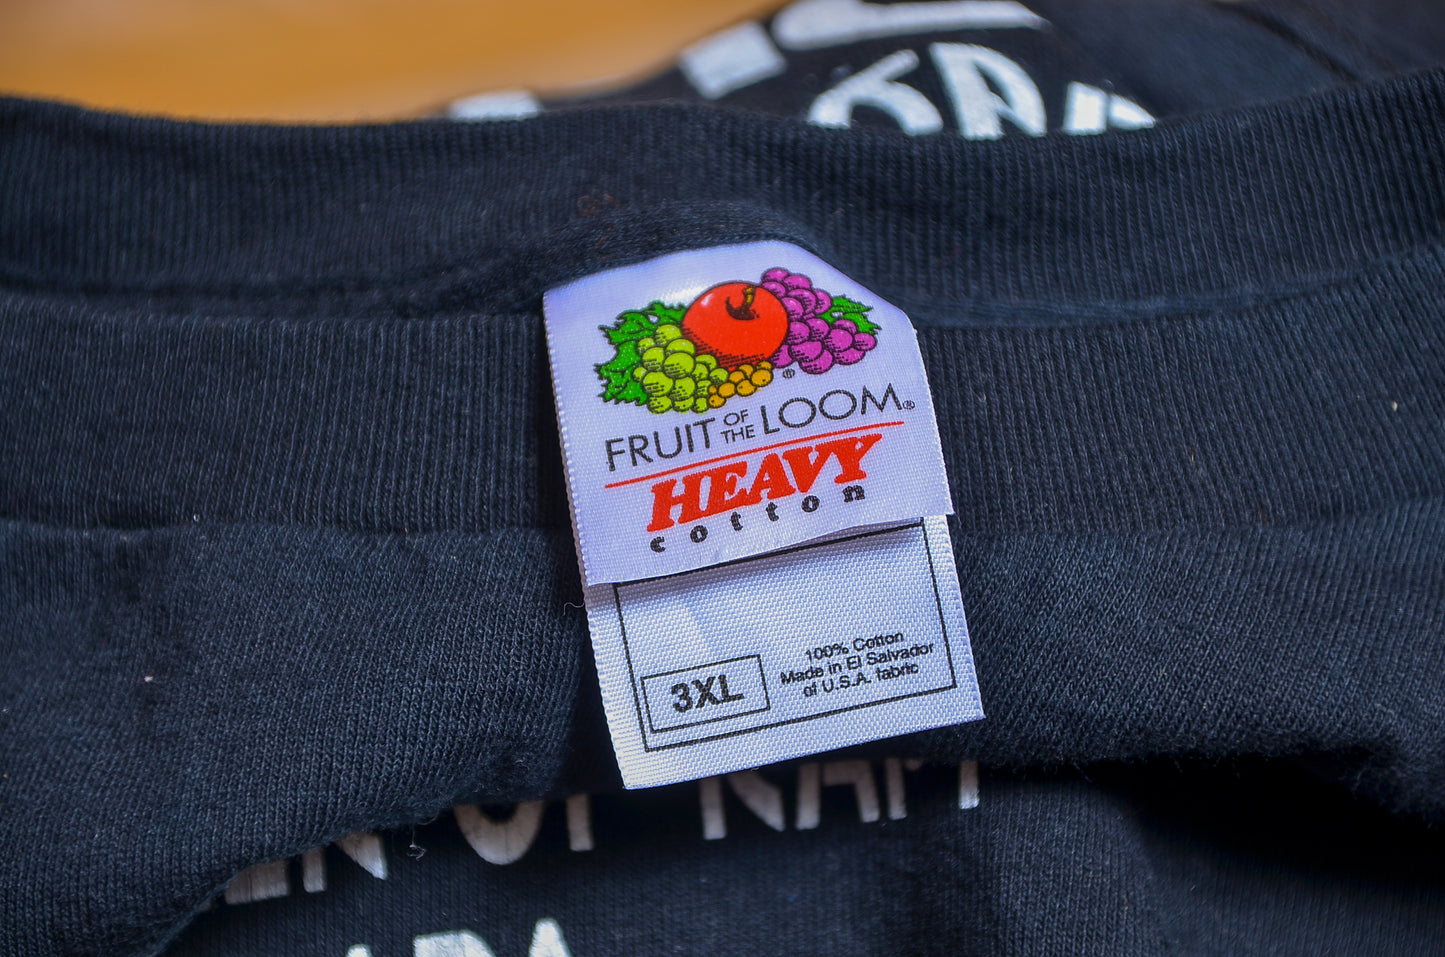 FRUIT OF THE LOOM®
HEAVY
cotton
3XL
100% Cotton
Made in El Salvador
of U.S.A. fabric